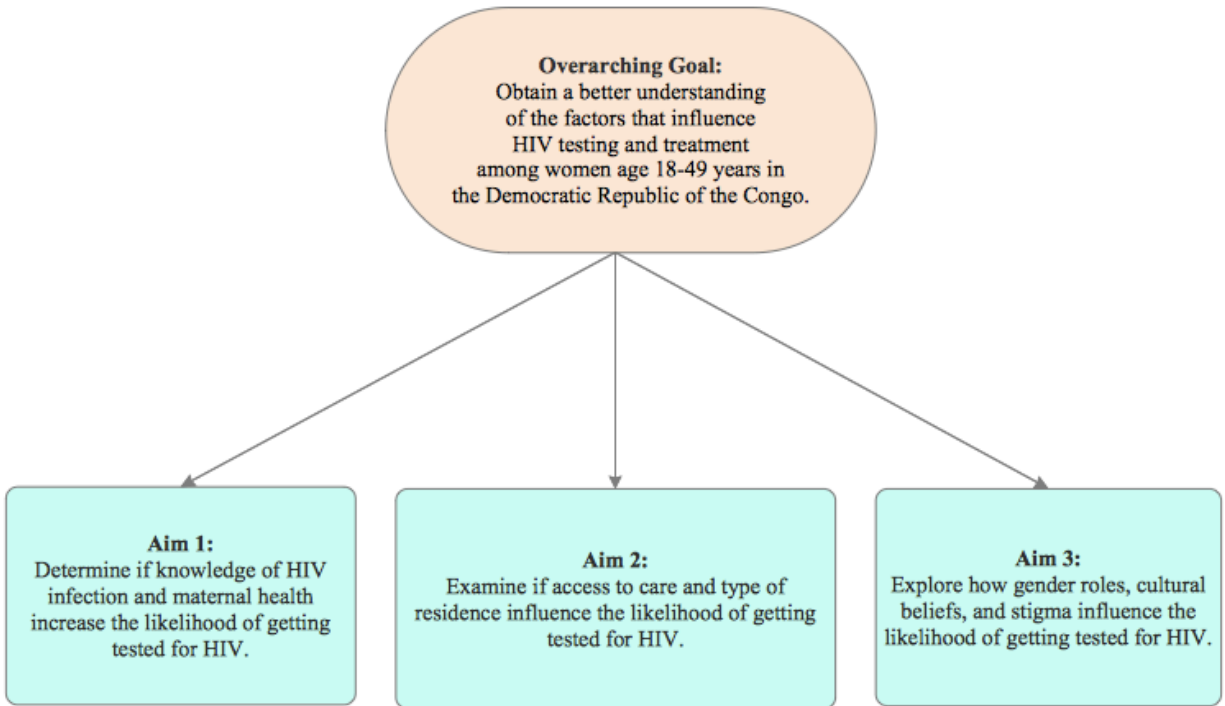 Overarching Goal:
Obtain a better understanding
of the factors that influence
HIV testing and treatment
among women age 18-49 years in
the Democratic Republic of the Congo.
Aim 1:
Determine if knowledge of HIV
infection and maternal health
increase the likelihood of getting
tested for HIV.
Aim 2:
Examine if access to care and type of
residence influence the likelihood of getting
tested for HIV.
Aim 3:
Explore how gender roles, cultural
beliefs, and stigma influence the
likelihood of getting tested for HIV.